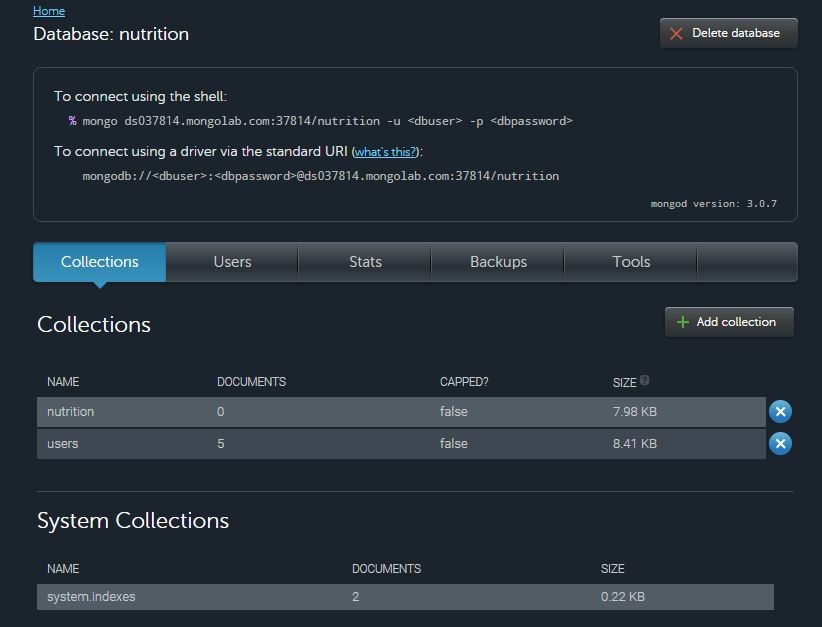 Home
Database: nutrition
Delete database
To connect using the shell:
% mongo ds037814.mongolab.com:37814/nutrition -u <dbuser> -p <dbpassword>
To connect using a driver via the standard URI (what's this?):
mongodb://<dbuser>:<dbpassword>@ds037814.mongolab.com:37814/nutrition
mongod version: 3.0.7
Collections Users Stats Backups Tools
Collections
Add collection
NAME DOCUMENTS CAPPED? SIZE ?
nutrition 0 false 7.98 KB
users 5 false 8.41 KB
System Collections
NAME DOCUMENTS SIZE
system.indexes 2 0.22 KB